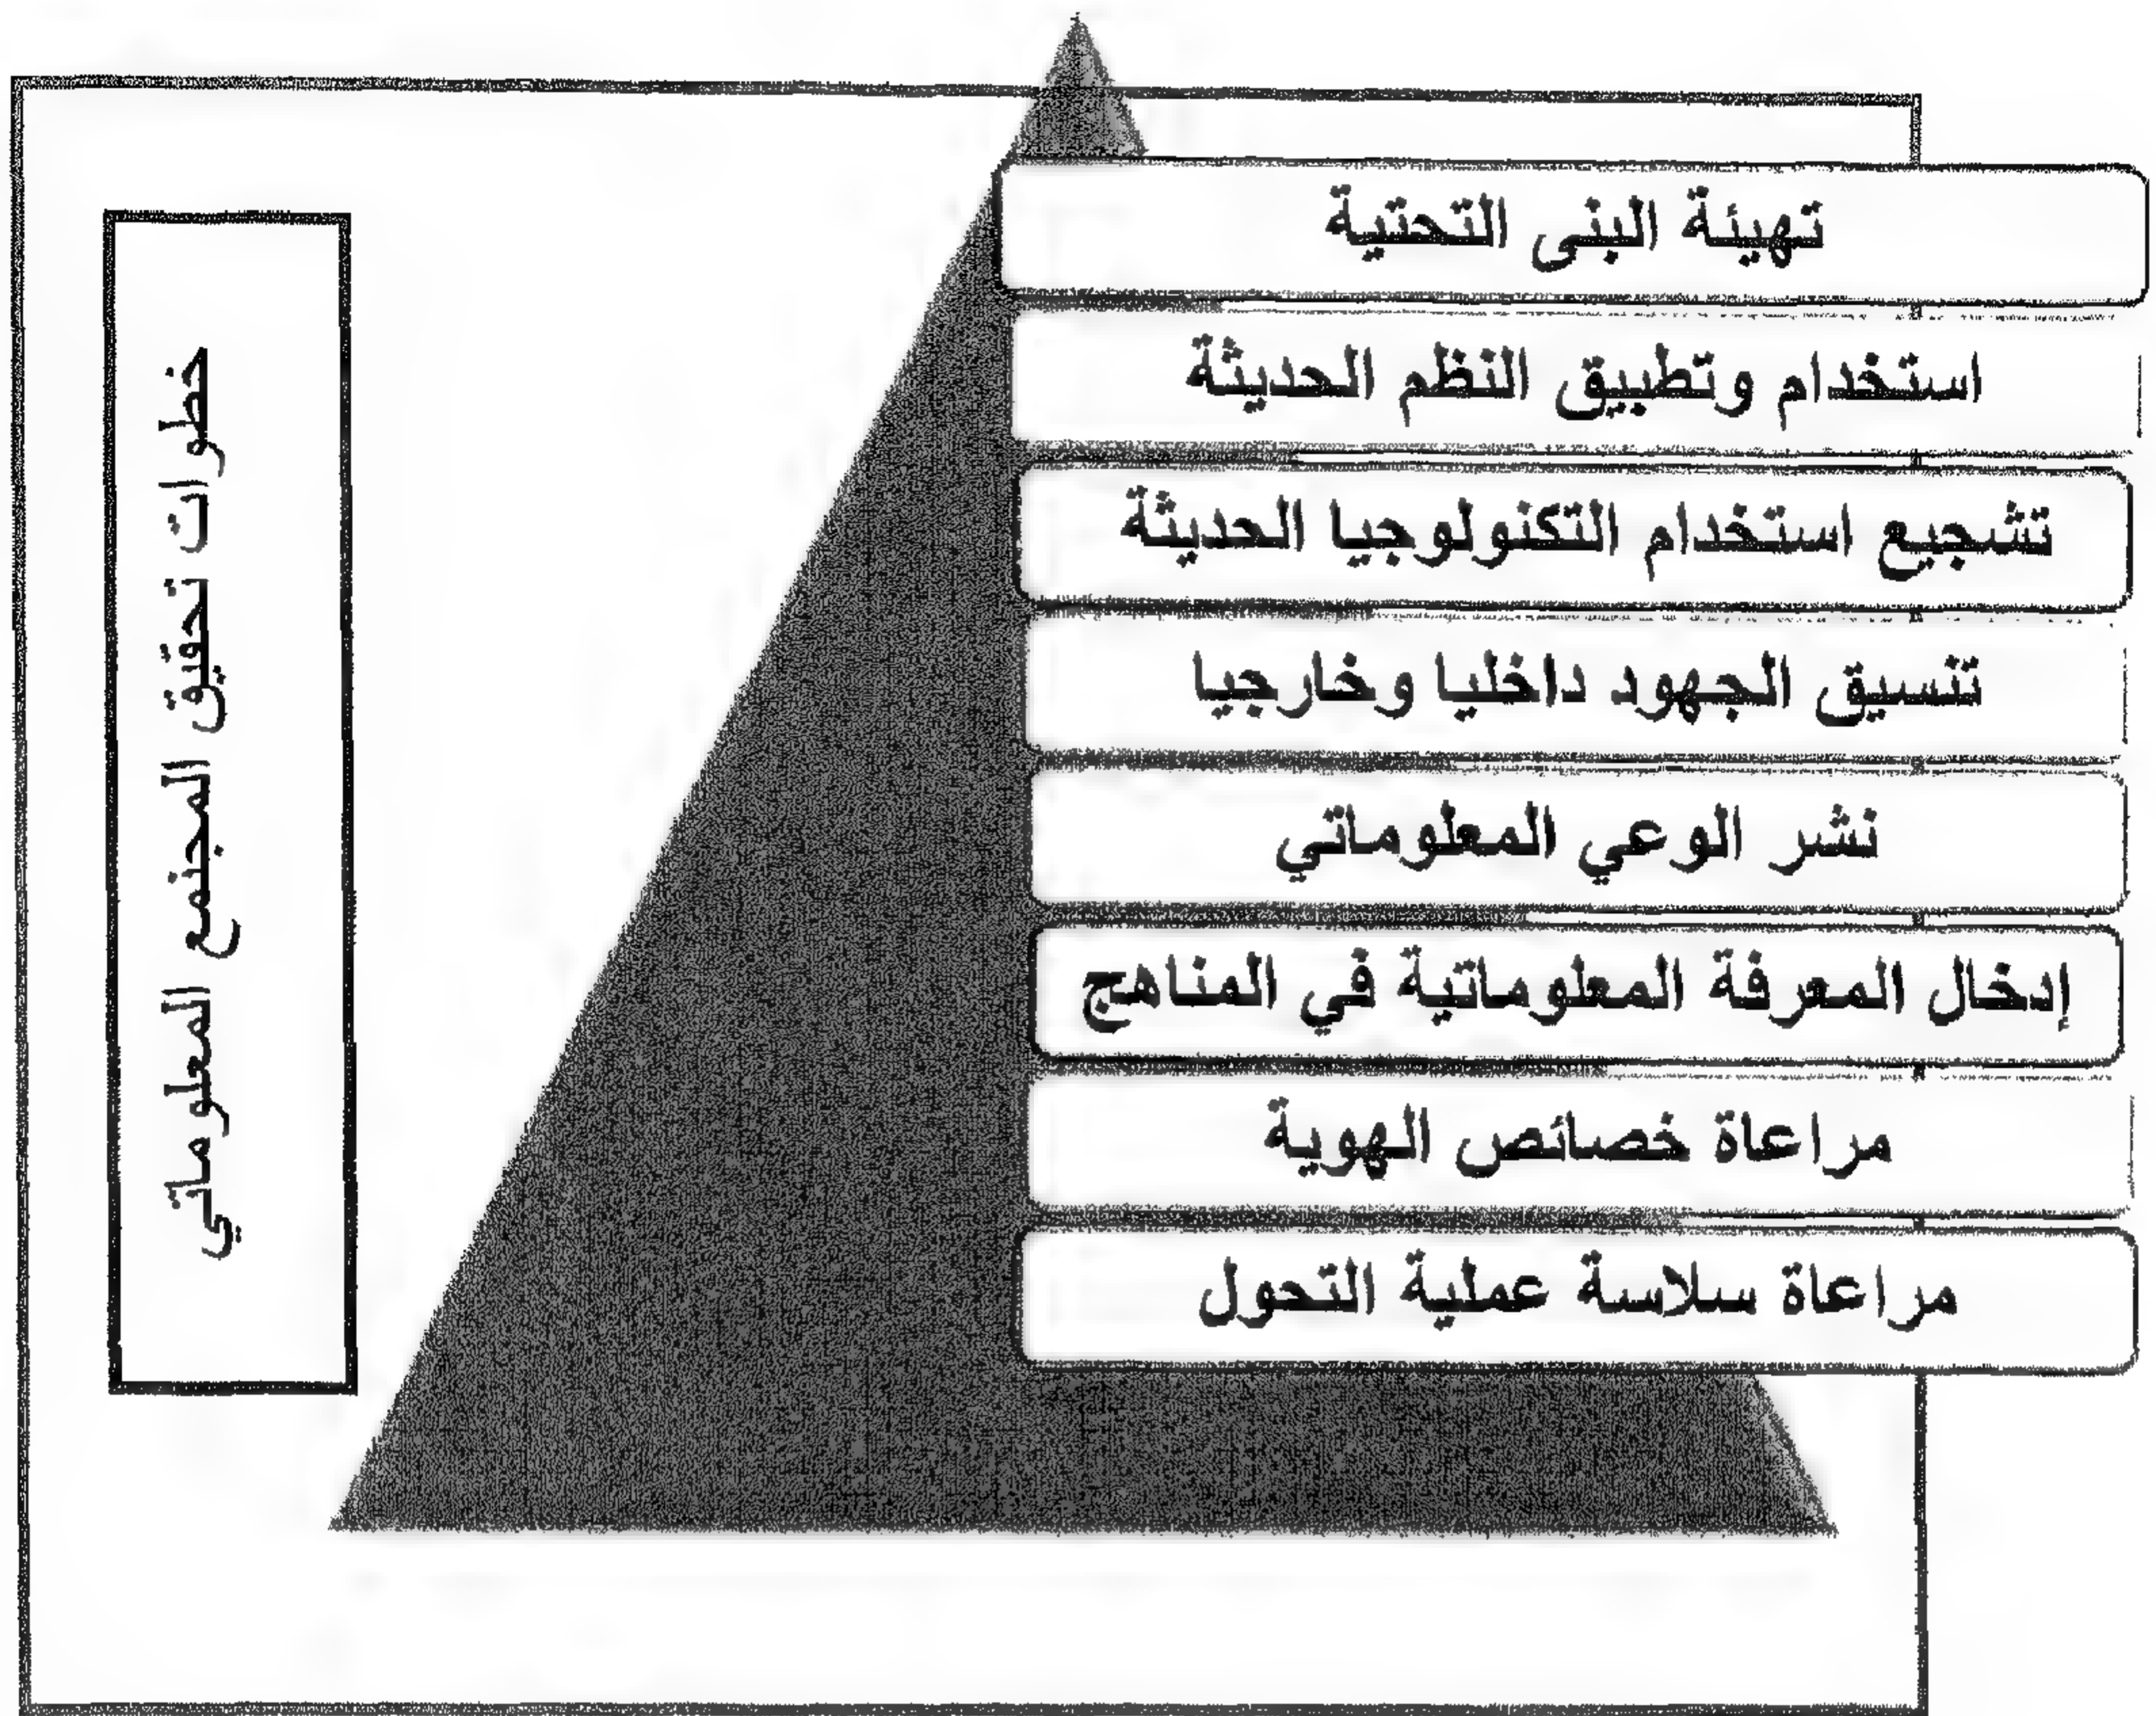 خطوات تحقيق المجتمع المعلوماتي
تهيئة البنى التحتية
استخدام وتطبيق النظم الحديثة
تشجيع استخدام التكنولوجيا الحديثة
تنسيق الجهود داخليا وخارجيا
نشر الوعي المعلوماتي
إدخال المعرفة المعلوماتية في المناهج
مراعاة خصائص الهوية
مراعاة سلاسة عملية التحول